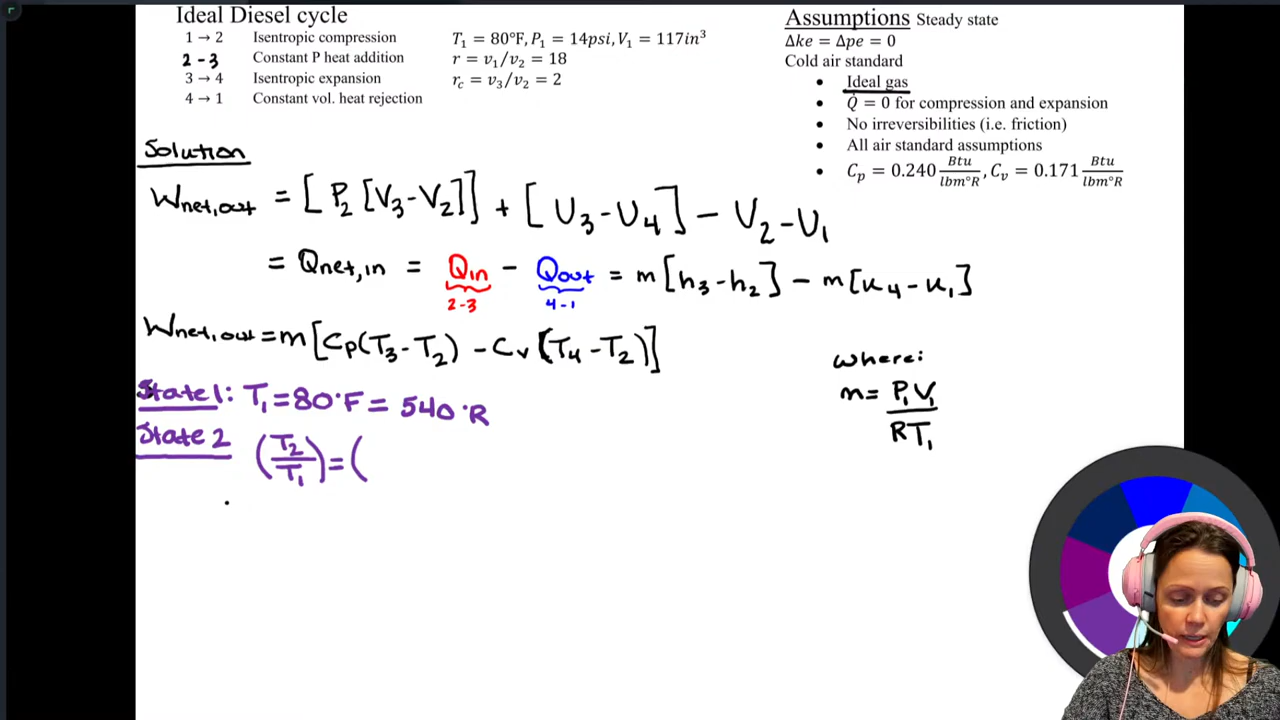 Ideal Diesel cycle
1 → 2 Isentropic compression
2 - 3 Constant P heat addition
3 → 4 Isentropic expansion
4 → 1 Constant vol. heat rejection
T₁ = 80°F, P₁ = 14psi, V₁ = 117in³
r = v₁/v₂ = 18
r_c = v₃/v₂ = 2
Assumptions Steady state
Δke = Δpe = 0
Cold air standard
• Ideal gas
• Q̇ = 0 for compression and expansion
• No irreversibilities (i.e. friction)
• All air standard assumptions
• C_p = 0.240 Btu/lbm°R, C_v = 0.171 Btu/lbm°R
Solution
Wnet,out = [P₂[V₃-V₂]] + [U₃-U₄] - U₂-U₁
= Qnet,in = Qin - Qout = m[h₃-h₂] - m[u₄-u₁]
2-3 4-1
Wnet,out = m[Cp(T₃-T₂) - Cv(T₄-T₂)]
where:
m = P₁V₁/RT₁
State 1: T₁ = 80°F = 540°R
State 2 (T₂/T₁) = (